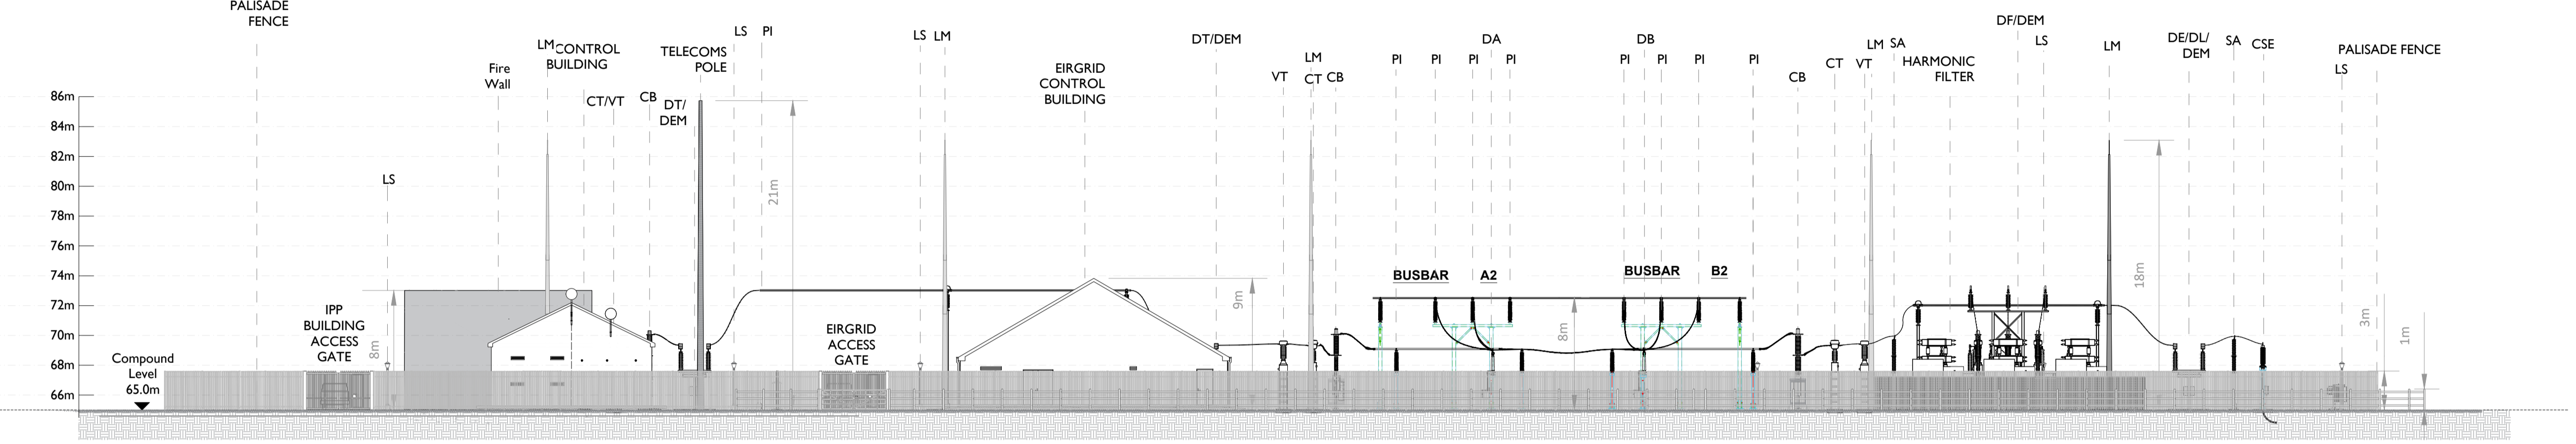 PALISADE
FENCE
LM
CONTROL
BUILDING
TELECOMS
POLE
LS PI
LS LM
EIRGRID
CONTROL
BUILDING
DT/DEM
VT
LM
CT CB
PI PI PI PI
DA
DB
PI PI PI PI
CB
CT VT
LM SA
HARMONIC
FILTER
DF/DEM
LS
LM
DE/DL/
DEM
SA CSE
PALISADE FENCE
LS
Fire
Wall
CT/VT
CB
DT/
DEM
LS
86m
84m
82m
80m
78m
76m
74m
72m
70m
68m
66m
21m
18m
BUSBAR A2
BUSBAR B2
IPP
BUILDING
ACCESS
GATE
8m
EIRGRID
ACCESS
GATE
9m
8m
3m
1m
Compound
Level
65.0m